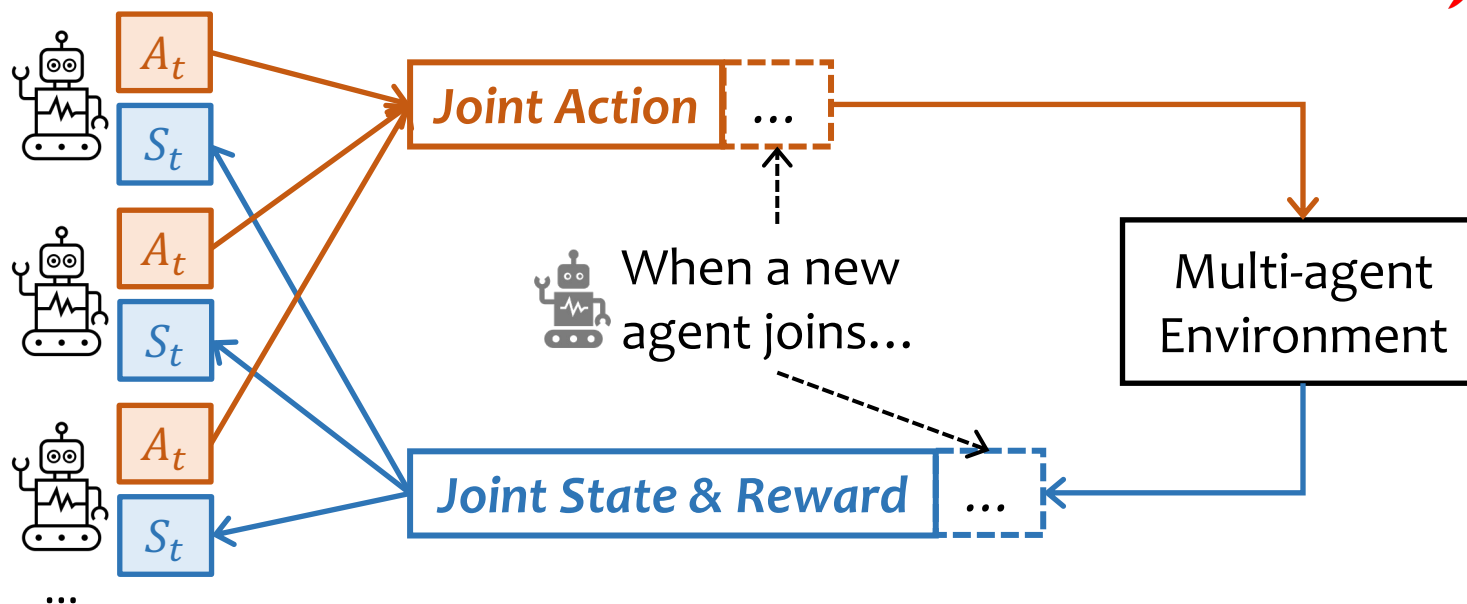 A_t
S_t
A_t
S_t
A_t
S_t
...
Joint Action
...
When a new
agent joins...
Joint State & Reward
...
Multi-agent
Environment